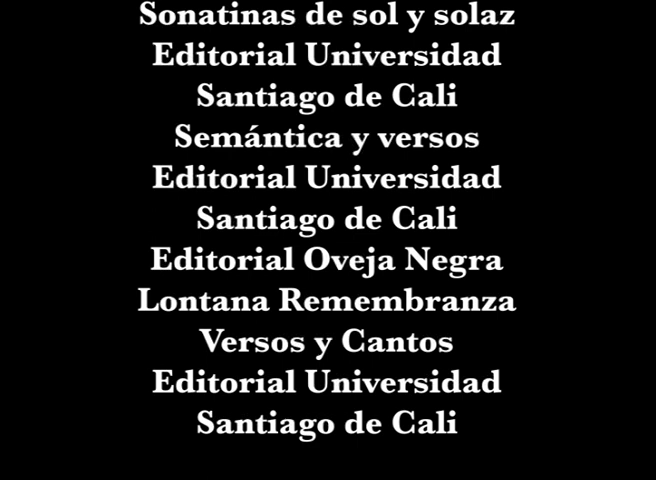 Sonatinas de sol y solaz
Editorial Universidad
Santiago de Cali
Semántica y versos
Editorial Universidad
Santiago de Cali
Editorial Oveja Negra
Lontana Remembranza
Versos y Cantos
Editorial Universidad
Santiago de Cali